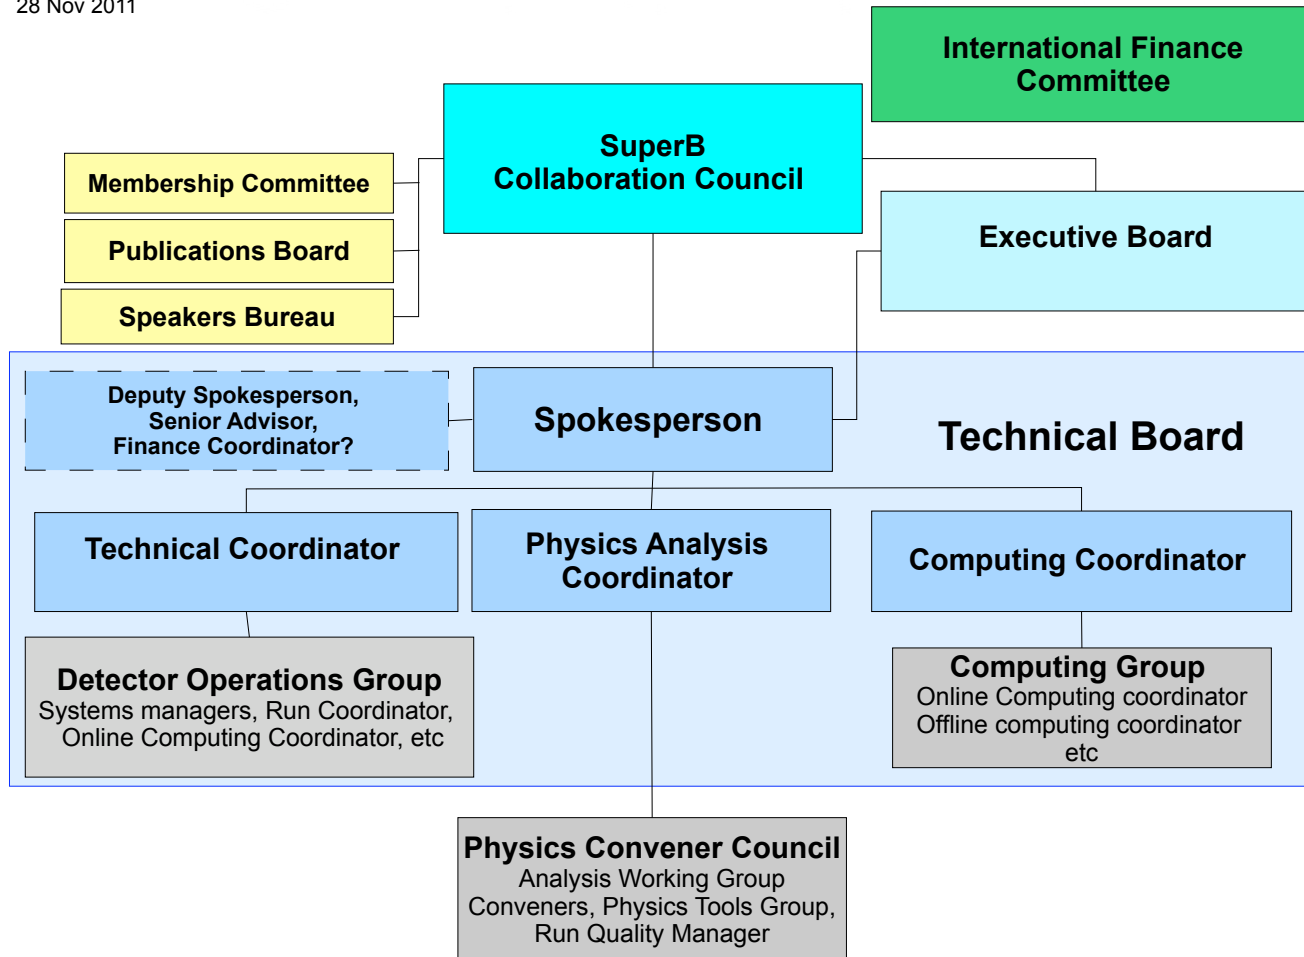 28 Nov 2011
International Finance
Committee
SuperB
Collaboration Council
Membership Committee
Publications Board
Speakers Bureau
Executive Board
Deputy Spokesperson,
Senior Advisor,
Finance Coordinator?
Spokesperson
Technical Board
Technical Coordinator
Physics Analysis
Coordinator
Computing Coordinator
Detector Operations Group
Systems managers, Run Coordinator,
Online Computing Coordinator, etc
Computing Group
Online Computing coordinator
Offline computing coordinator
etc
Physics Convener Council
Analysis Working Group
Conveners, Physics Tools Group,
Run Quality Manager